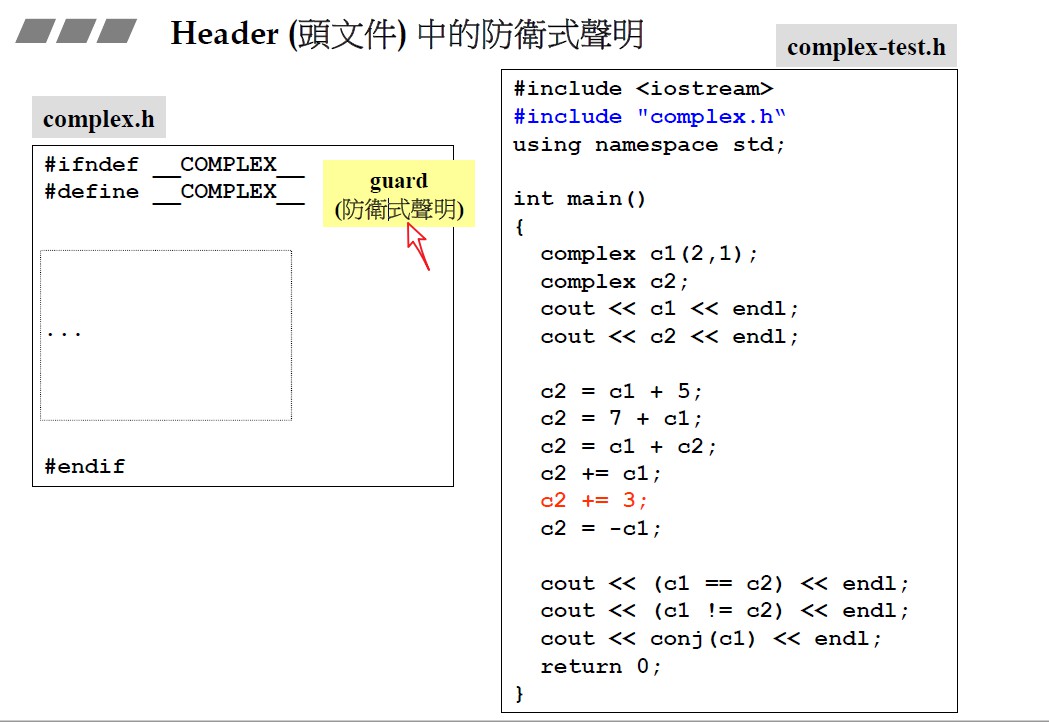 Header (頭文件) 中的防衛式聲明
complex.h
#ifndef __COMPLEX__
#define __COMPLEX__
guard
(防衛式聲明)
...
#endif
complex-test.h
#include <iostream>
#include "complex.h“
using namespace std;
int main()
{
complex c1(2,1);
complex c2;
cout << c1 << endl;
cout << c2 << endl;
c2 = c1 + 5;
c2 = 7 + c1;
c2 = c1 + c2;
c2 += c1;
c2 += 3;
c2 = -c1;
cout << (c1 == c2) << endl;
cout << (c1 != c2) << endl;
cout << conj(c1) << endl;
return 0;
}